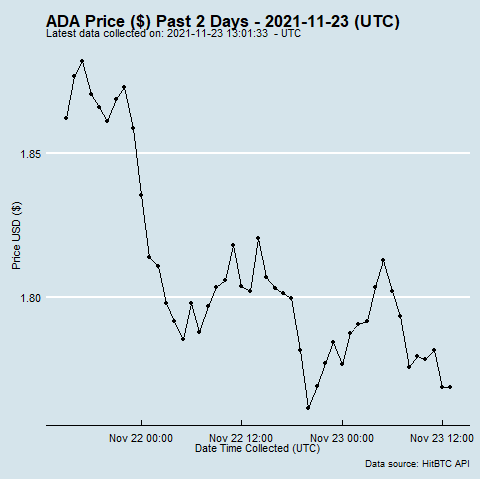 ADA Price ($) Past 2 Days - 2021-11-23 (UTC)
Latest data collected on: 2021-11-23 13:01:33 - UTC
1.85
Price USD ($)
1.80
Nov 22 00:00 Nov 22 12:00 Nov 23 00:00 Nov 23 12:00
Date Time Collected (UTC)
Data source: HitBTC API